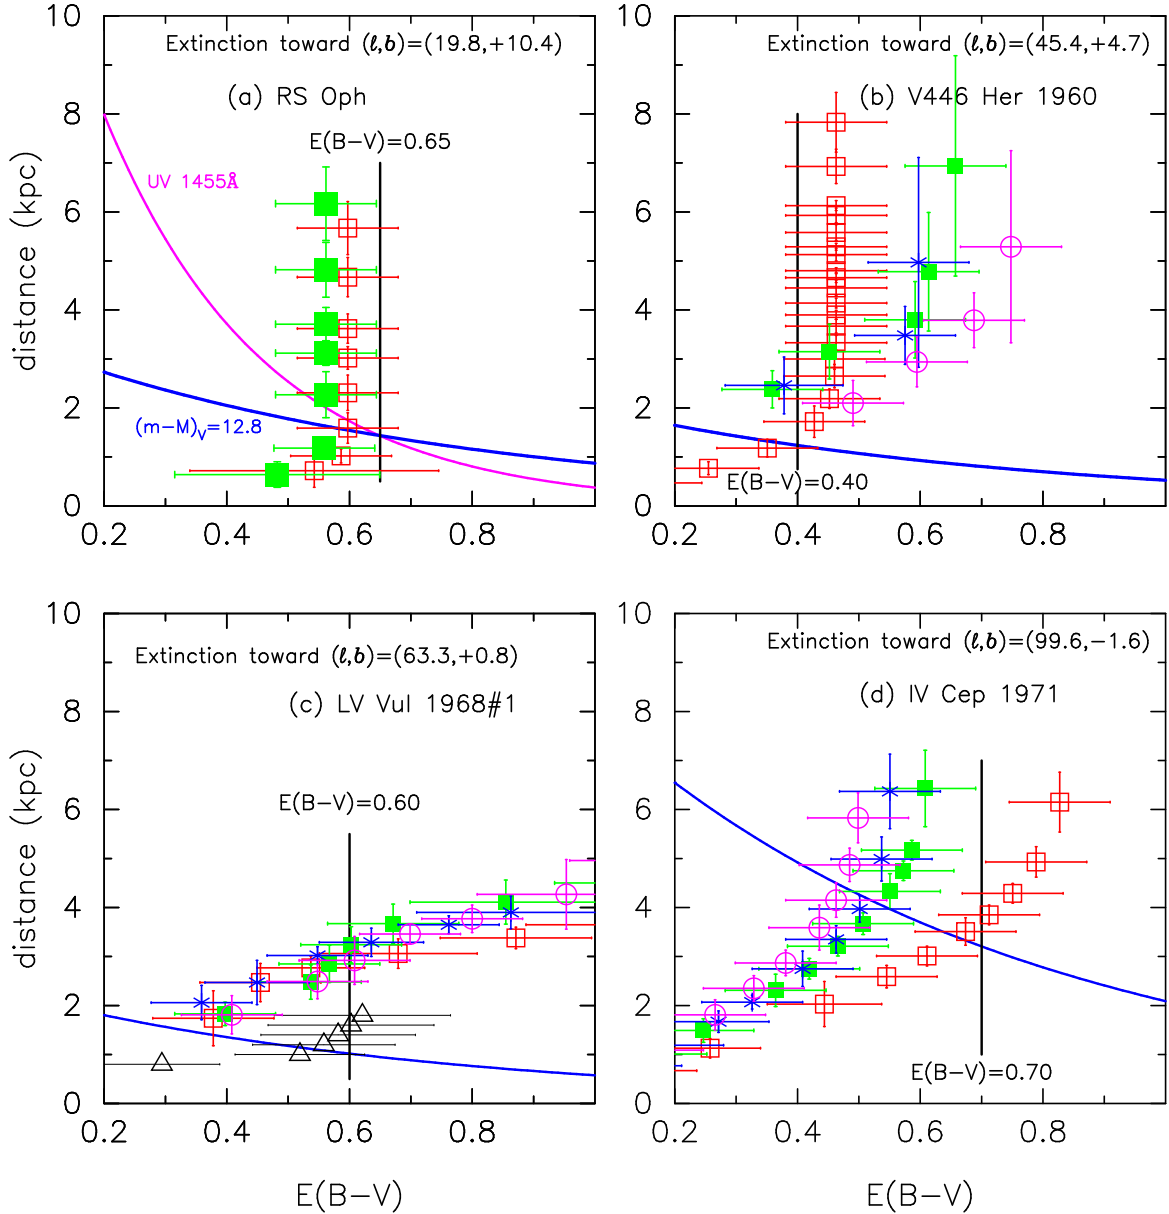 Extinction toward (l,b)=(19.8,+10.4)
(a) RS Oph
E(B−V)=0.65
UV 1455Å
(m−M)V=12.8
distance (kpc)
10
8
6
4
2
0
0.2 0.4 0.6 0.8
Extinction toward (l,b)=(45.4,+4.7)
(b) V446 Her 1960
E(B−V)=0.40
10
8
6
4
2
0
0.2 0.4 0.6 0.8
Extinction toward (l,b)=(63.3,+0.8)
(c) LV Vul 1968#1
E(B−V)=0.60
distance (kpc)
10
8
6
4
2
0
0.2 0.4 0.6 0.8
E(B−V)
Extinction toward (l,b)=(99.6,−1.6)
(d) IV Cep 1971
E(B−V)=0.70
10
8
6
4
2
0
0.2 0.4 0.6 0.8
E(B−V)